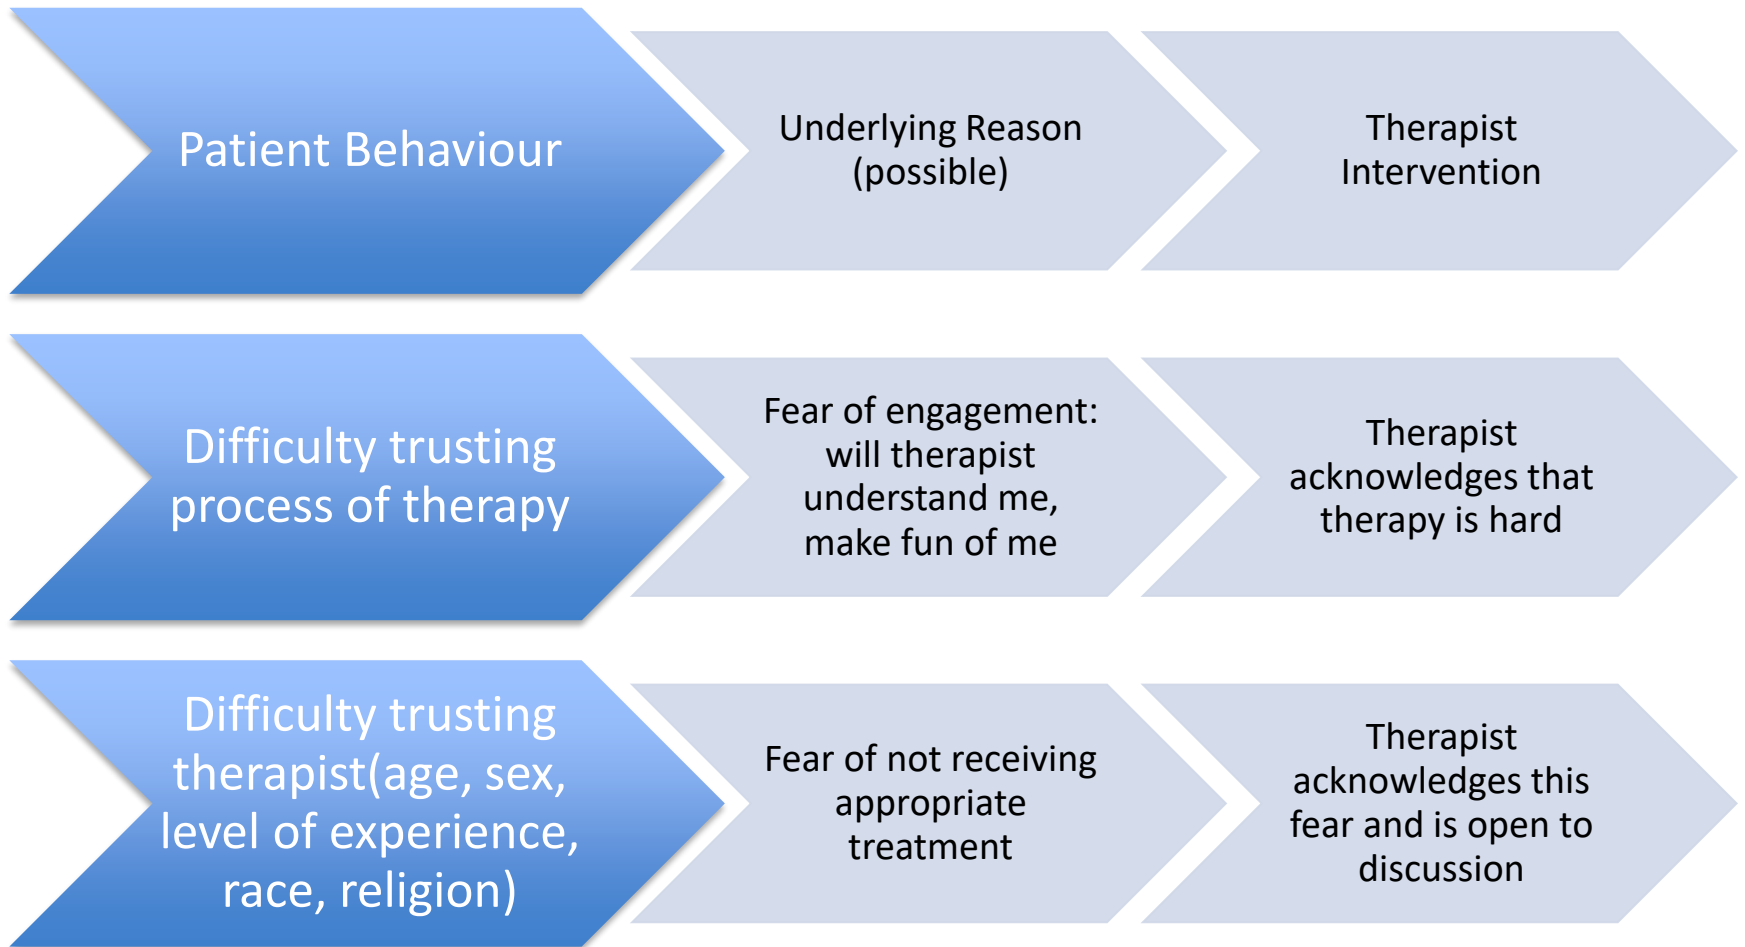 Patient Behaviour
Underlying Reason
(possible)
Therapist
Intervention
Difficulty trusting
process of therapy
Fear of engagement:
will therapist
understand me,
make fun of me
Therapist
acknowledges that
therapy is hard
Difficulty trusting
therapist(age, sex,
level of experience,
race, religion)
Fear of not receiving
appropriate
treatment
Therapist
acknowledges this
fear and is open to
discussion